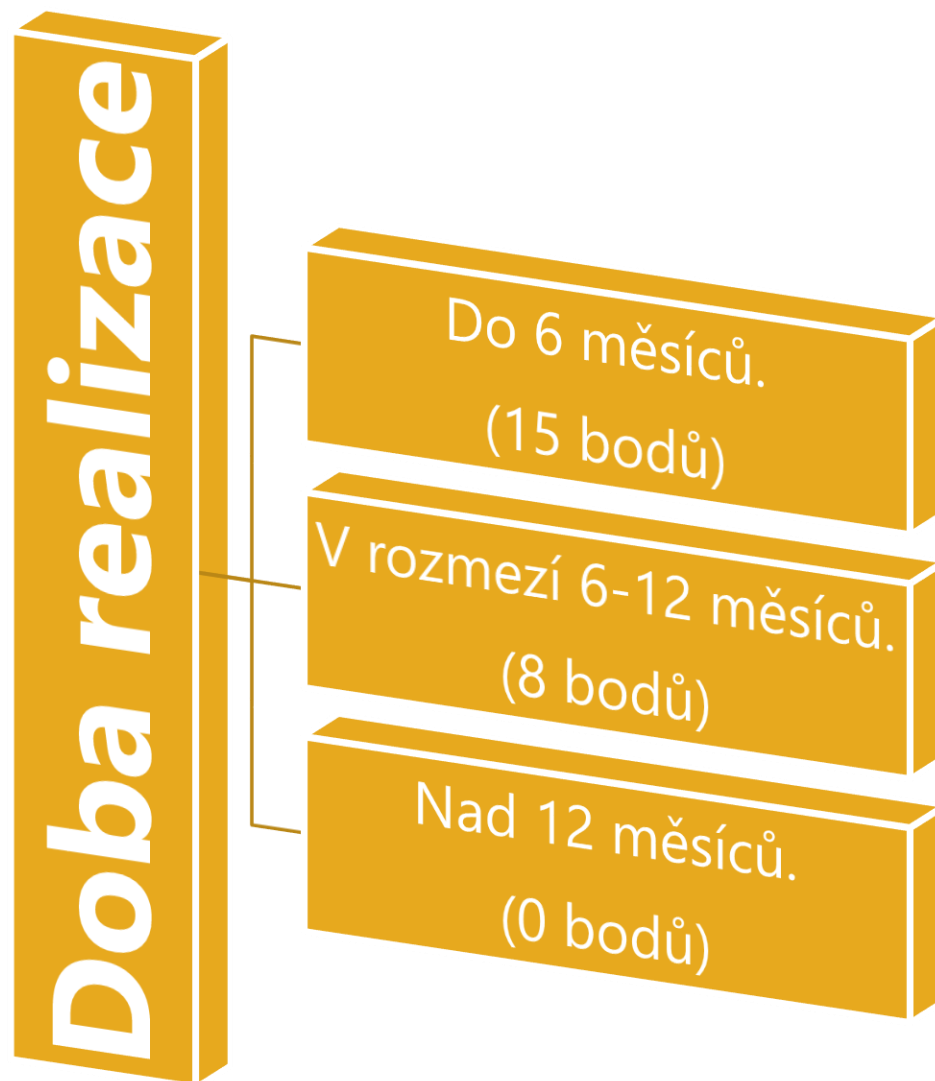 Doba realizace
Do 6 měsíců.
(15 bodů)
V rozmezí 6-12 měsíců.
(8 bodů)
Nad 12 měsíců.
(0 bodů)